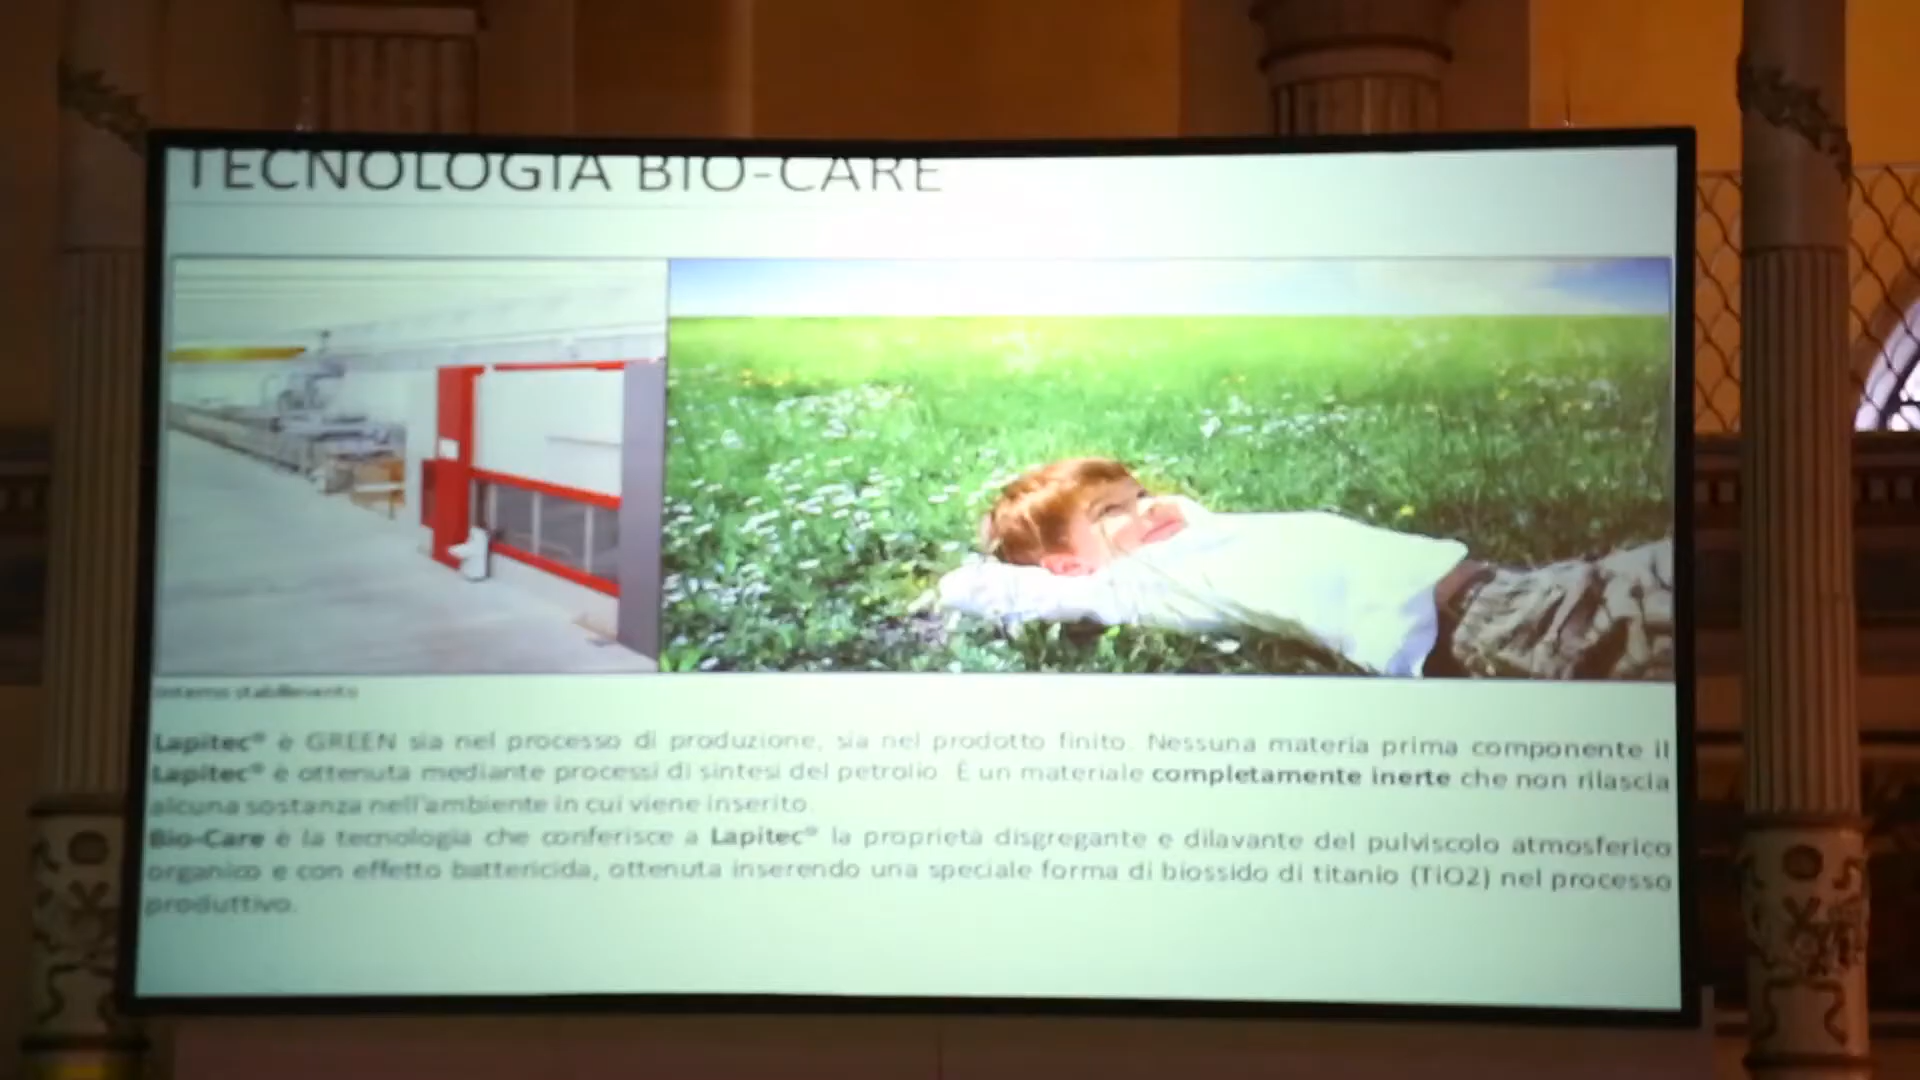 TECNOLOGIA BIO-CARE
Interno stabilimento
Lapitec® è GREEN sia nel processo di produzione, sia nel prodotto finito. Nessuna materia prima componente il
Lapitec® è ottenuta mediante processi di sintesi del petrolio. È un materiale completamente inerte che non rilascia
alcuna sostanza nell'ambiente in cui viene inserito.
Bio-Care è la tecnologia che conferisce a Lapitec® la proprietà disgregante e dilavante del pulviscolo atmosferico
organico e con effetto battericida, ottenuta inserendo una speciale forma di biossido di titanio (TiO2) nel processo
produttivo.